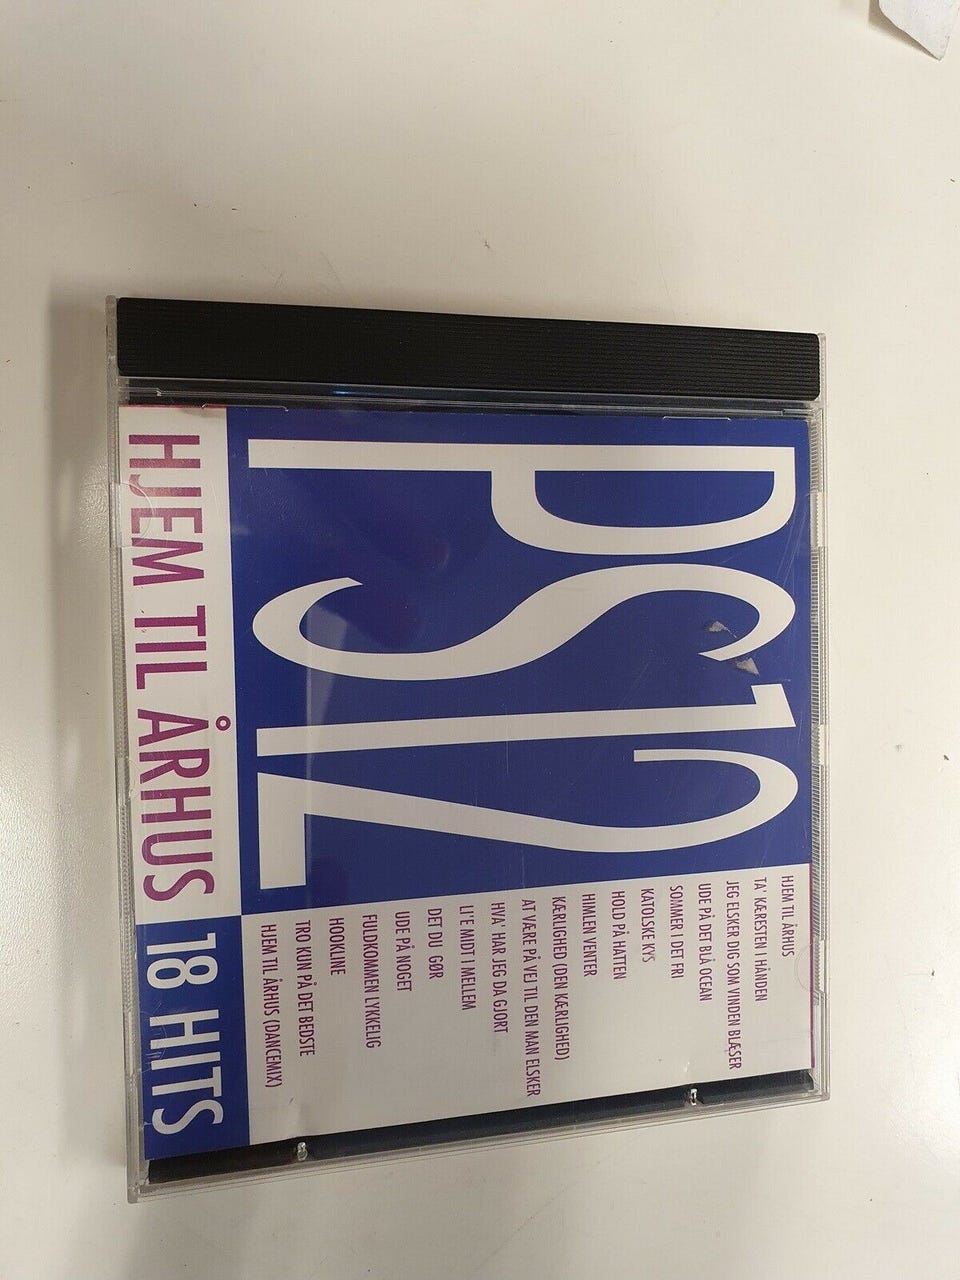 PS12
HJEM TIL ÅRHUS
TA' KÆRESTEN I HÅNDEN
JEG ELSKER DIG SOM VINDEN BLÆSER
UDE PÅ DET BLÅ OCEAN
SOMMER I DET FRI
KATOLSKE KYS
HOLD PÅ HATTEN
HIMLEN VENTER
KÆRLIGHED (DEN KÆRLIGHED)
AT VÆRE PÅ VEJ TIL DEN MAN ELSKER
HVA' HAR JEG DA GJORT
LI'E MIDT I MELLEM
DET DU GØR
UDE PÅ NOGET
FULDKOMMEN LYKKELIG
HOOKLINE
TRO KUN PÅ DET BEDSTE
HJEM TIL ÅRHUS (DANCEMIX)
HJEM TIL ÅRHUS 18 HITS